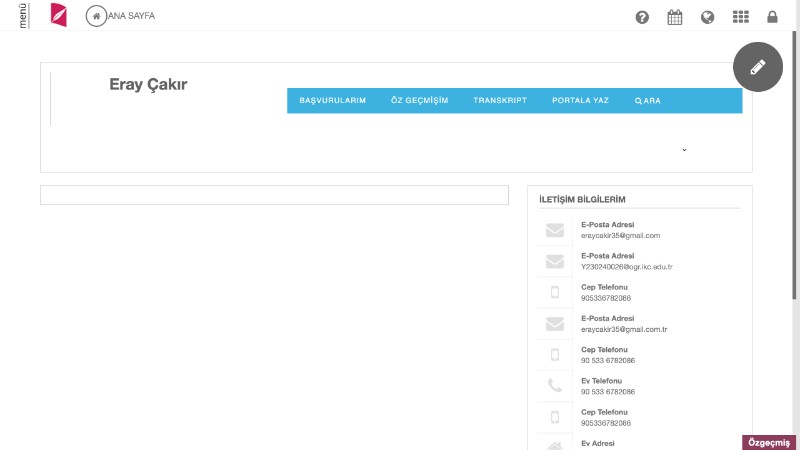 menü
ANA SAYFA
Eray Çakır
BAŞVURULARIM ÖZ GEÇMİŞİM TRANSKRIPT PORTALA YAZ ARA
İLETİŞİM BİLGİLERİM
E-Posta Adresi
eraycakir35@gmail.com
E-Posta Adresi
Y230240026@ogr.ikc.edu.tr
Cep Telefonu
905336782086
E-Posta Adresi
eraycakir35@gmail.com.tr
Cep Telefonu
90 533 6782086
Ev Telefonu
90 533 6782086
Cep Telefonu
905336782086
Ev Adresi
Özgeçmiş